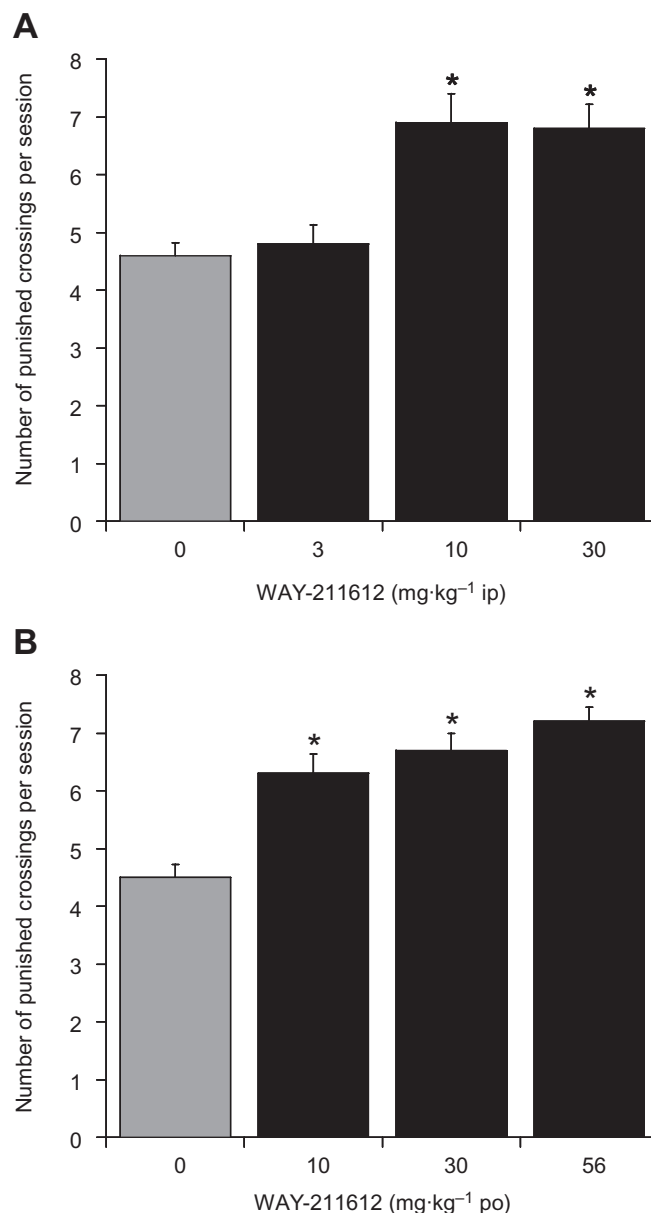 A
Number of punished crossings per session
8
7
6
5
4
3
2
1
0
* *
0 3 10 30
WAY-211612 (mg·kg⁻¹ ip)
B
Number of punished crossings per session
8
7
6
5
4
3
2
1
0
* * *
0 10 30 56
WAY-211612 (mg·kg⁻¹ po)